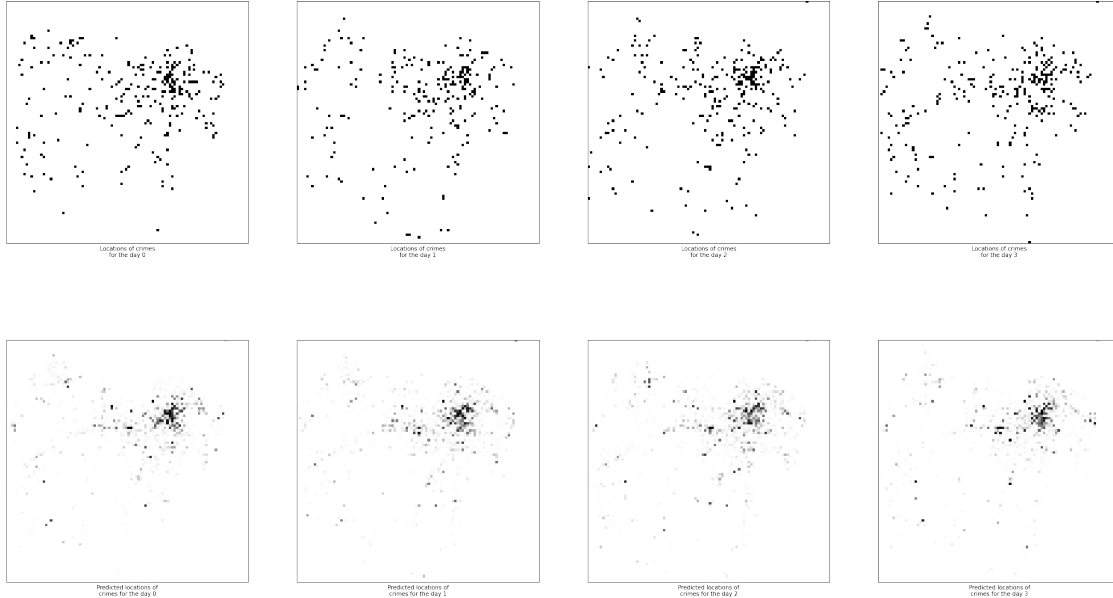 Locations of crimes
for the day 0
Locations of crimes
for the day 1
Locations of crimes
for the day 2
Locations of crimes
for the day 3
Predicted locations of
crimes for the day 0
Predicted locations of
crimes for the day 1
Predicted locations of
crimes for the day 2
Predicted locations of
crimes for the day 3